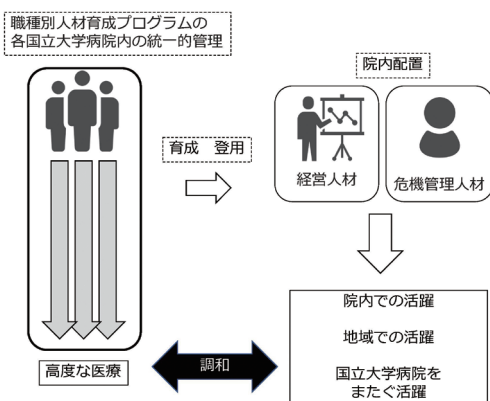 職種別人材育成プログラムの
各国立大学病院内の統一的管理
院内配置
育成　登用
経営人材
危機管理人材
院内での活躍
地域での活躍
国立大学病院を
またぐ活躍
調和
高度な医療